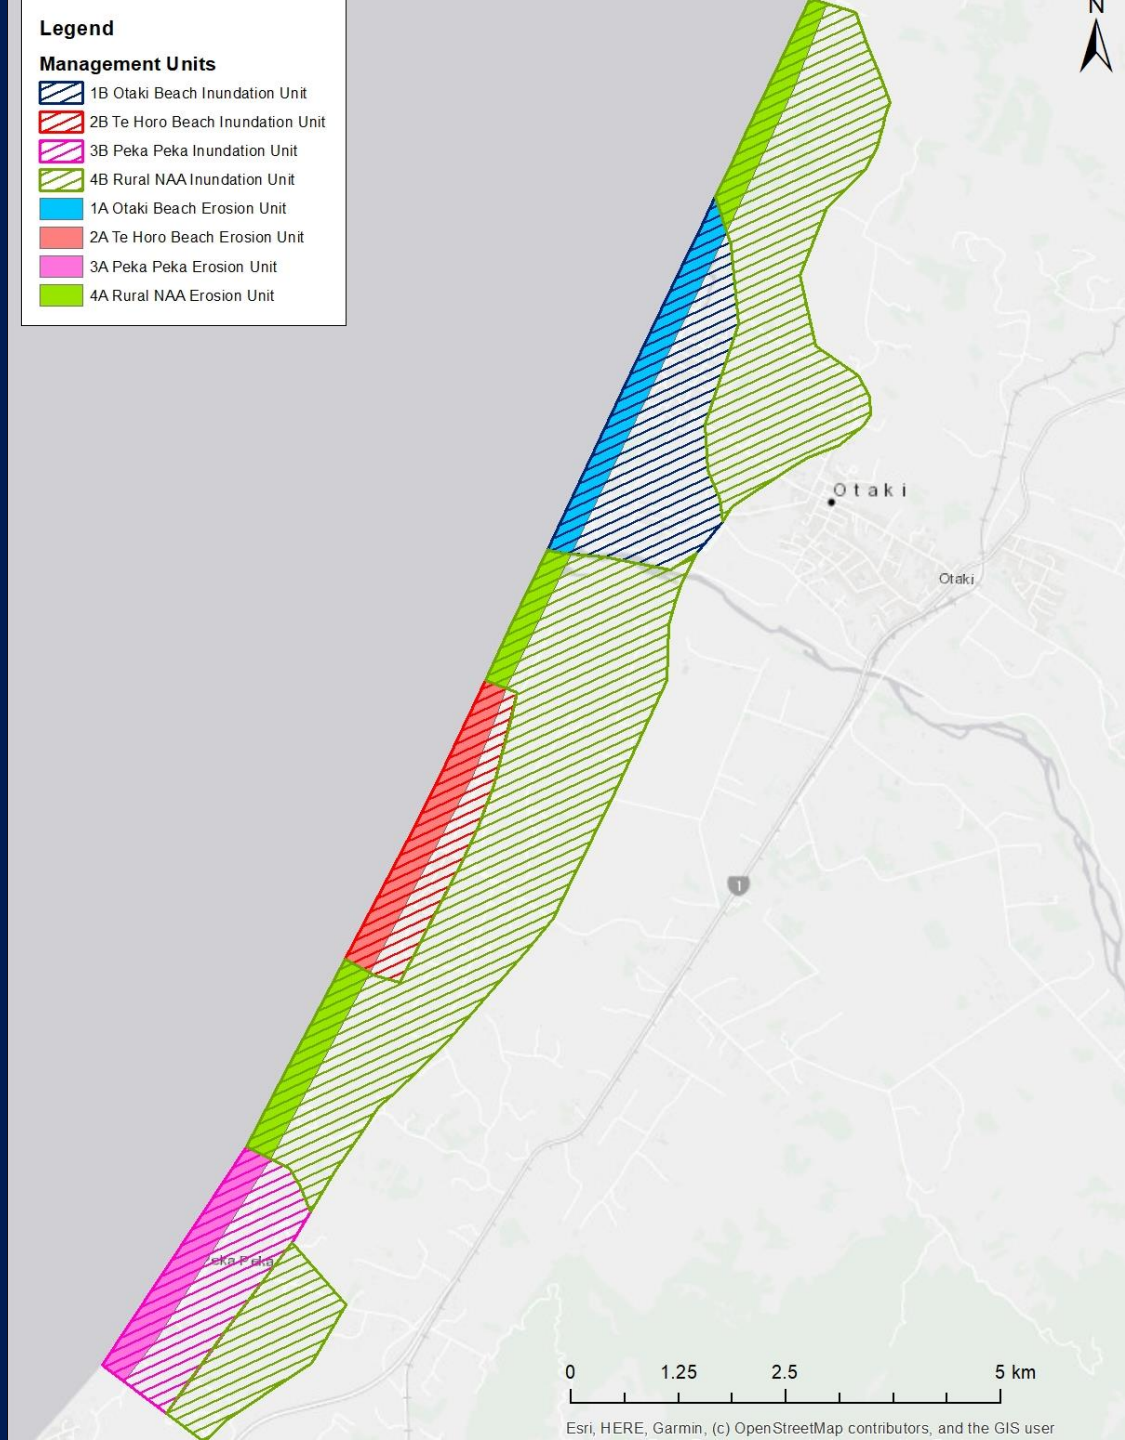 Legend
Management Units
1B Otaki Beach Inundation Unit
2B Te Horo Beach Inundation Unit
3B Peka Peka Inundation Unit
4B Rural NAA Inundation Unit
1A Otaki Beach Erosion Unit
2A Te Horo Beach Erosion Unit
3A Peka Peka Erosion Unit
4A Rural NAA Erosion Unit
N
Otaki
Otaki
1
eka Peka
0 1.25 2.5 5 km
Esri, HERE, Garmin, (c) OpenStreetMap contributors, and the GIS user